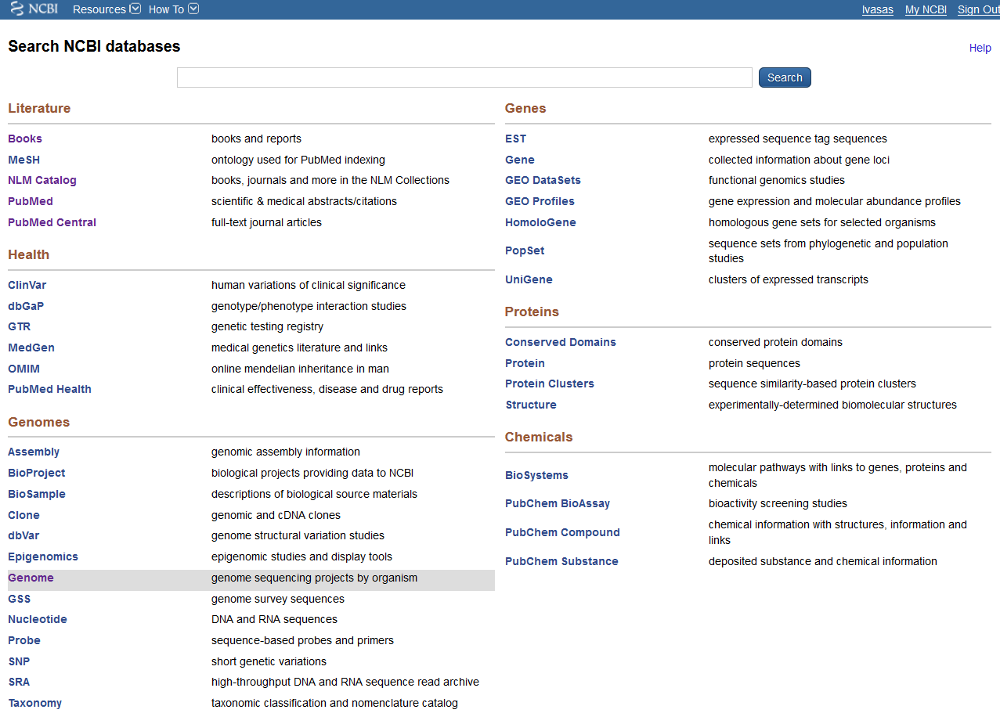 NCBI Resources How To lvasas My NCBI Sign Out
Search NCBI databases Help
Search
Literature
Books books and reports
MeSH ontology used for PubMed indexing
NLM Catalog books, journals and more in the NLM Collections
PubMed scientific & medical abstracts/citations
PubMed Central full-text journal articles
Health
ClinVar human variations of clinical significance
dbGaP genotype/phenotype interaction studies
GTR genetic testing registry
MedGen medical genetics literature and links
OMIM online mendelian inheritance in man
PubMed Health clinical effectiveness, disease and drug reports
Genomes
Assembly genomic assembly information
BioProject biological projects providing data to NCBI
BioSample descriptions of biological source materials
Clone genomic and cDNA clones
dbVar genome structural variation studies
Epigenomics epigenomic studies and display tools
Genome genome sequencing projects by organism
GSS genome survey sequences
Nucleotide DNA and RNA sequences
Probe sequence-based probes and primers
SNP short genetic variations
SRA high-throughput DNA and RNA sequence read archive
Taxonomy taxonomic classification and nomenclature catalog
Genes
EST expressed sequence tag sequences
Gene collected information about gene loci
GEO DataSets functional genomics studies
GEO Profiles gene expression and molecular abundance profiles
HomoloGene homologous gene sets for selected organisms
PopSet sequence sets from phylogenetic and population
studies
UniGene clusters of expressed transcripts
Proteins
Conserved Domains conserved protein domains
Protein protein sequences
Protein Clusters sequence similarity-based protein clusters
Structure experimentally-determined biomolecular structures
Chemicals
BioSystems molecular pathways with links to genes, proteins and
chemicals
PubChem BioAssay bioactivity screening studies
PubChem Compound chemical information with structures, information and
links
PubChem Substance deposited substance and chemical information